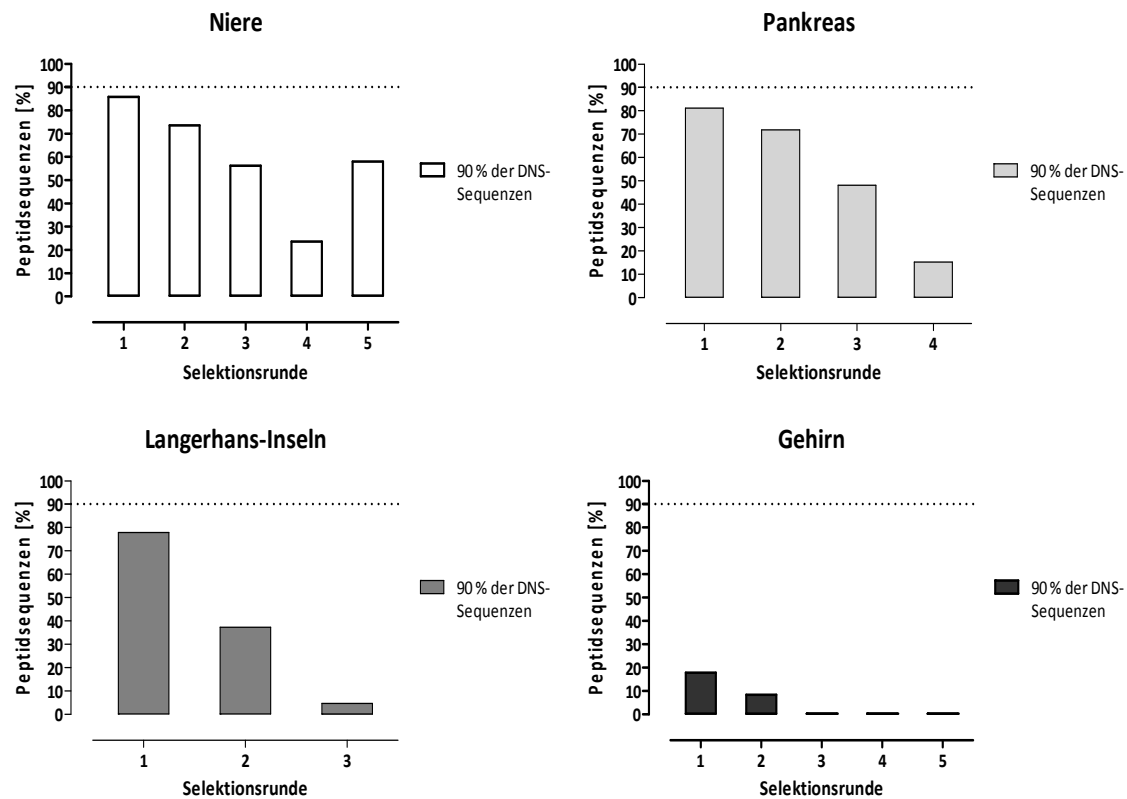 Niere
Peptidsequenzen [%]
100
90
80
70
60
50
40
30
20
10
0
1 2 3 4 5
Selektionsrunde
90 % der DNS-
Sequenzen
Pankreas
Peptidsequenzen [%]
100
90
80
70
60
50
40
30
20
10
0
1 2 3 4
Selektionsrunde
90 % der DNS-
Sequenzen
Langerhans-Inseln
Peptidsequenzen [%]
100
90
80
70
60
50
40
30
20
10
0
1 2 3
Selektionsrunde
90 % der DNS-
Sequenzen
Gehirn
Peptidsequenzen [%]
100
90
80
70
60
50
40
30
20
10
0
1 2 3 4 5
Selektionsrunde
90 % der DNS-
Sequenzen